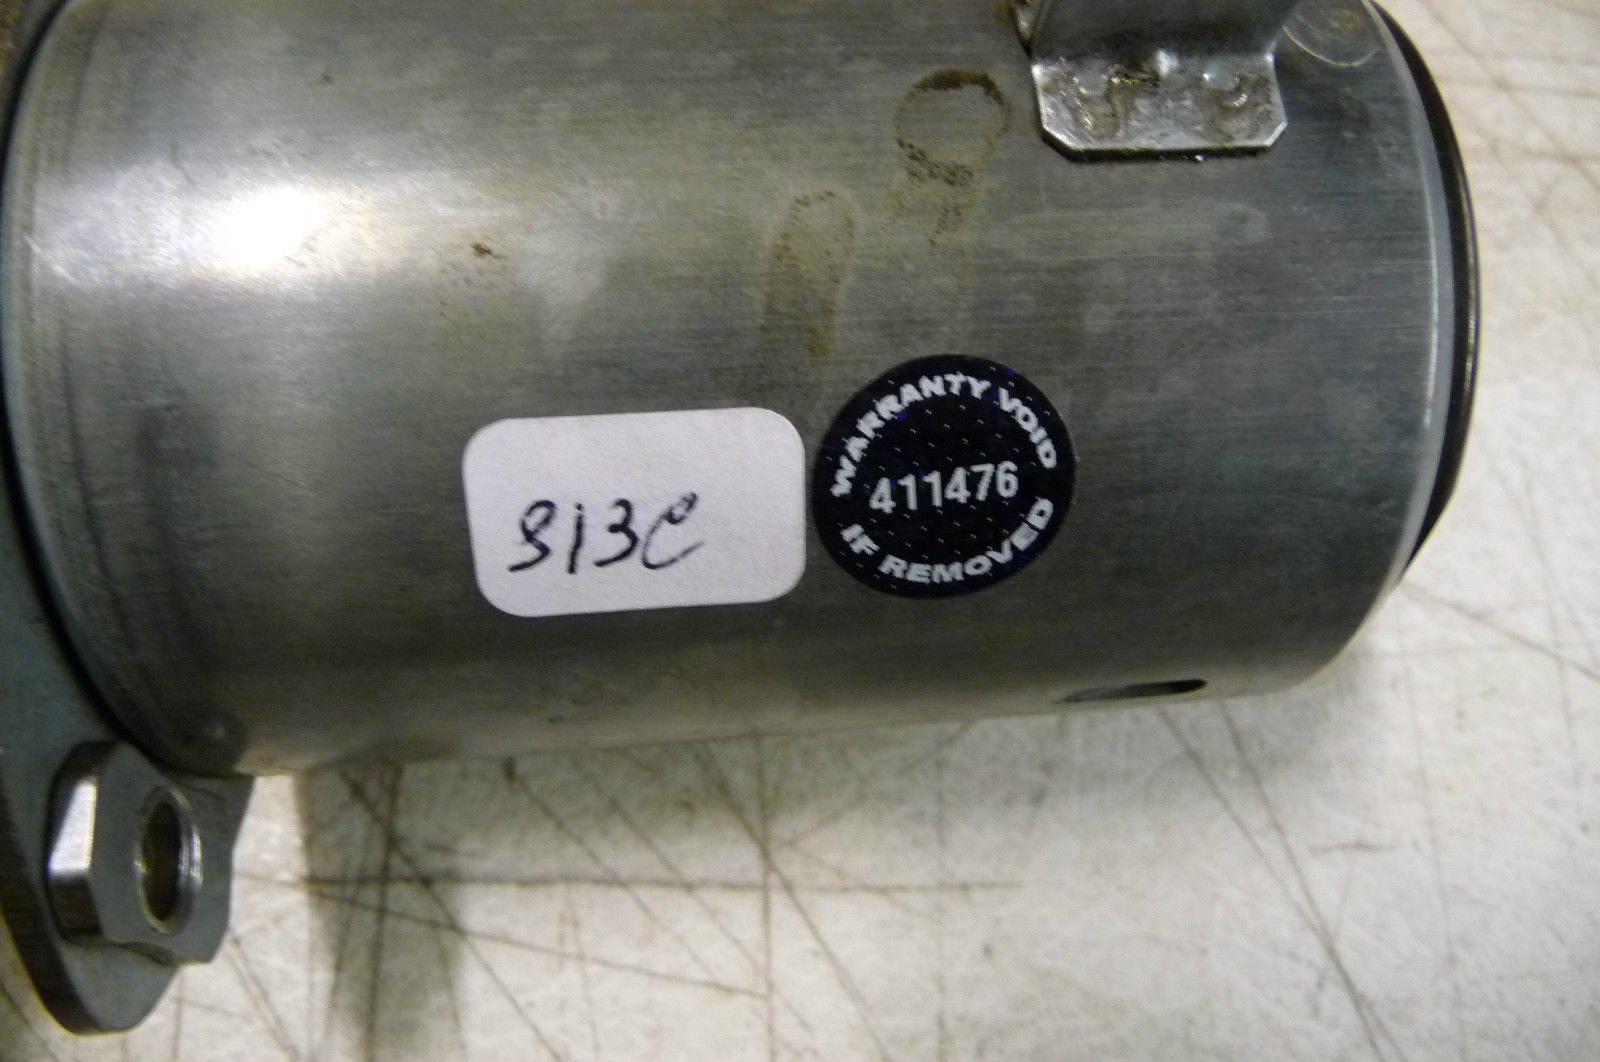 813C
WARRANTY VOID
411476
IF REMOVED